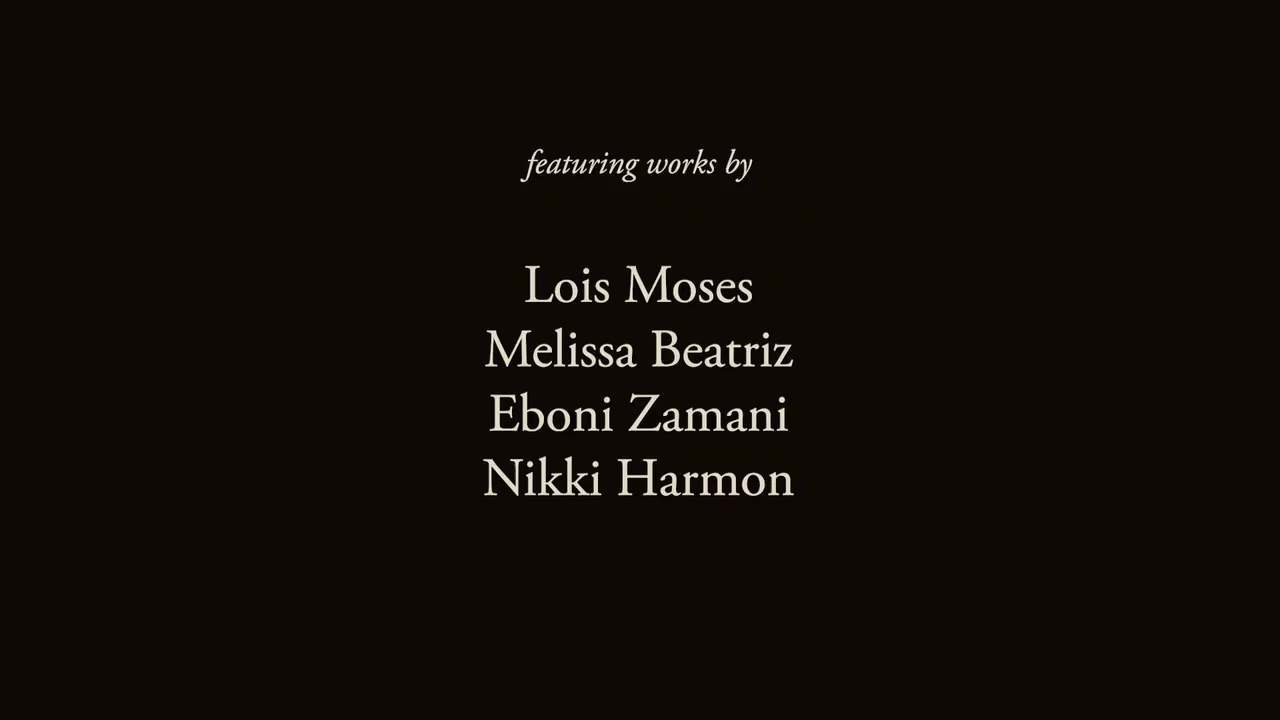 featuring works by
Lois Moses
Melissa Beatriz
Eboni Zamani
Nikki Harmon